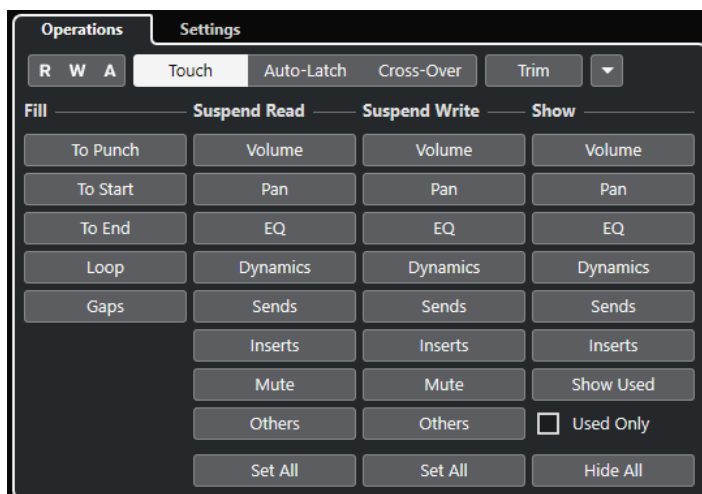 Operations Settings
R W A Touch Auto-Latch Cross-Over Trim
Fill Suspend Read Suspend Write Show
To Punch Volume Volume Volume
To Start Pan Pan Pan
To End EQ EQ EQ
Loop Dynamics Dynamics Dynamics
Gaps Sends Sends Sends
Inserts Inserts Inserts
Mute Mute Show Used
Others Others Used Only
Set All Set All Hide All